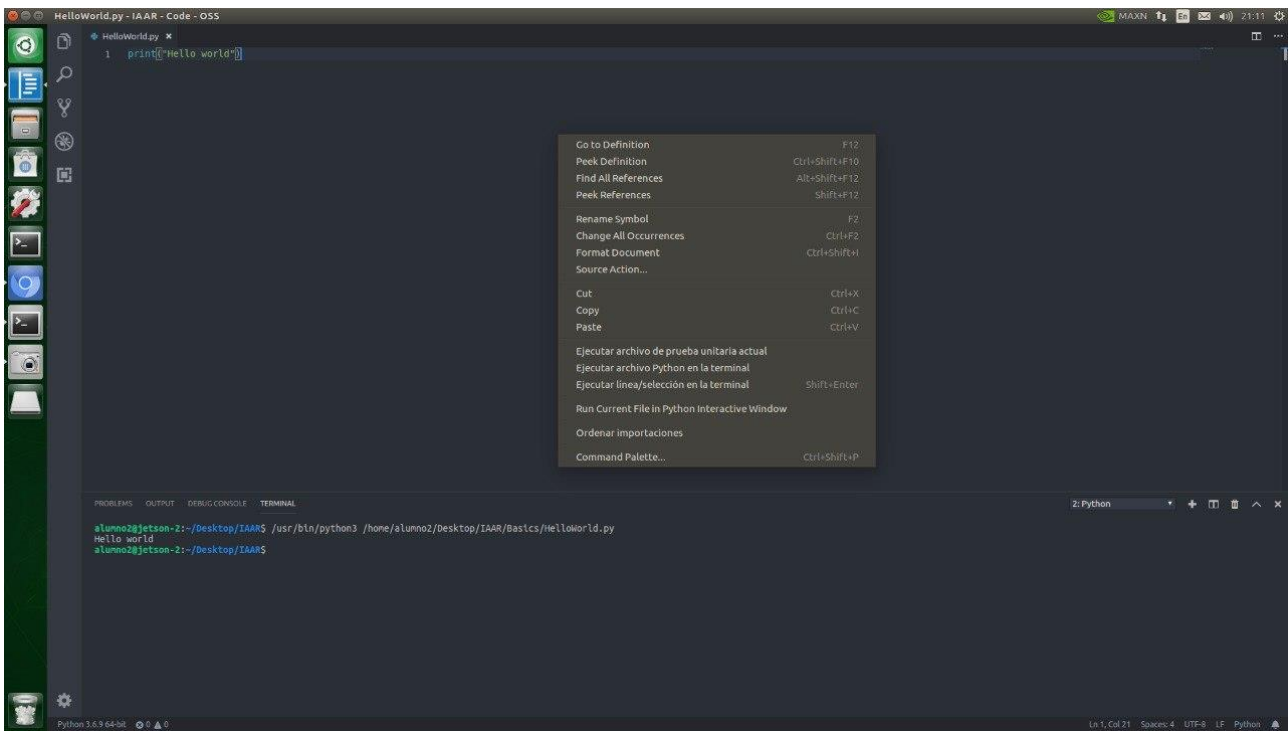 HelloWorld.py - IAAR - Code - OSS
MAXN En 21:11
HelloWorld.py ×
1 print("Hello world")
Go to Definition F12
Peek Definition Ctrl+Shift+F10
Find All References Alt+Shift+F12
Peek References Shift+F12
Rename Symbol F2
Change All Occurrences Ctrl+F2
Format Document Ctrl+Shift+I
Source Action...
Cut Ctrl+X
Copy Ctrl+C
Paste Ctrl+V
Ejecutar archivo de prueba unitaria actual
Ejecutar archivo Python en la terminal
Ejecutar línea/selección en la terminal Shift+Enter
Run Current File in Python Interactive Window
Ordenar importaciones
Command Palette... Ctrl+Shift+P
PROBLEMS OUTPUT DEBUG CONSOLE TERMINAL 2: Python
alumno2@jetson-2:~/Desktop/IAAR$ /usr/bin/python3 /home/alumno2/Desktop/IAAR/Basics/HelloWorld.py
Hello world
alumno2@jetson-2:~/Desktop/IAAR$
Python 3.6.9 64-bit 0 0 Ln 1, Col 21 Spaces: 4 UTF-8 LF Python